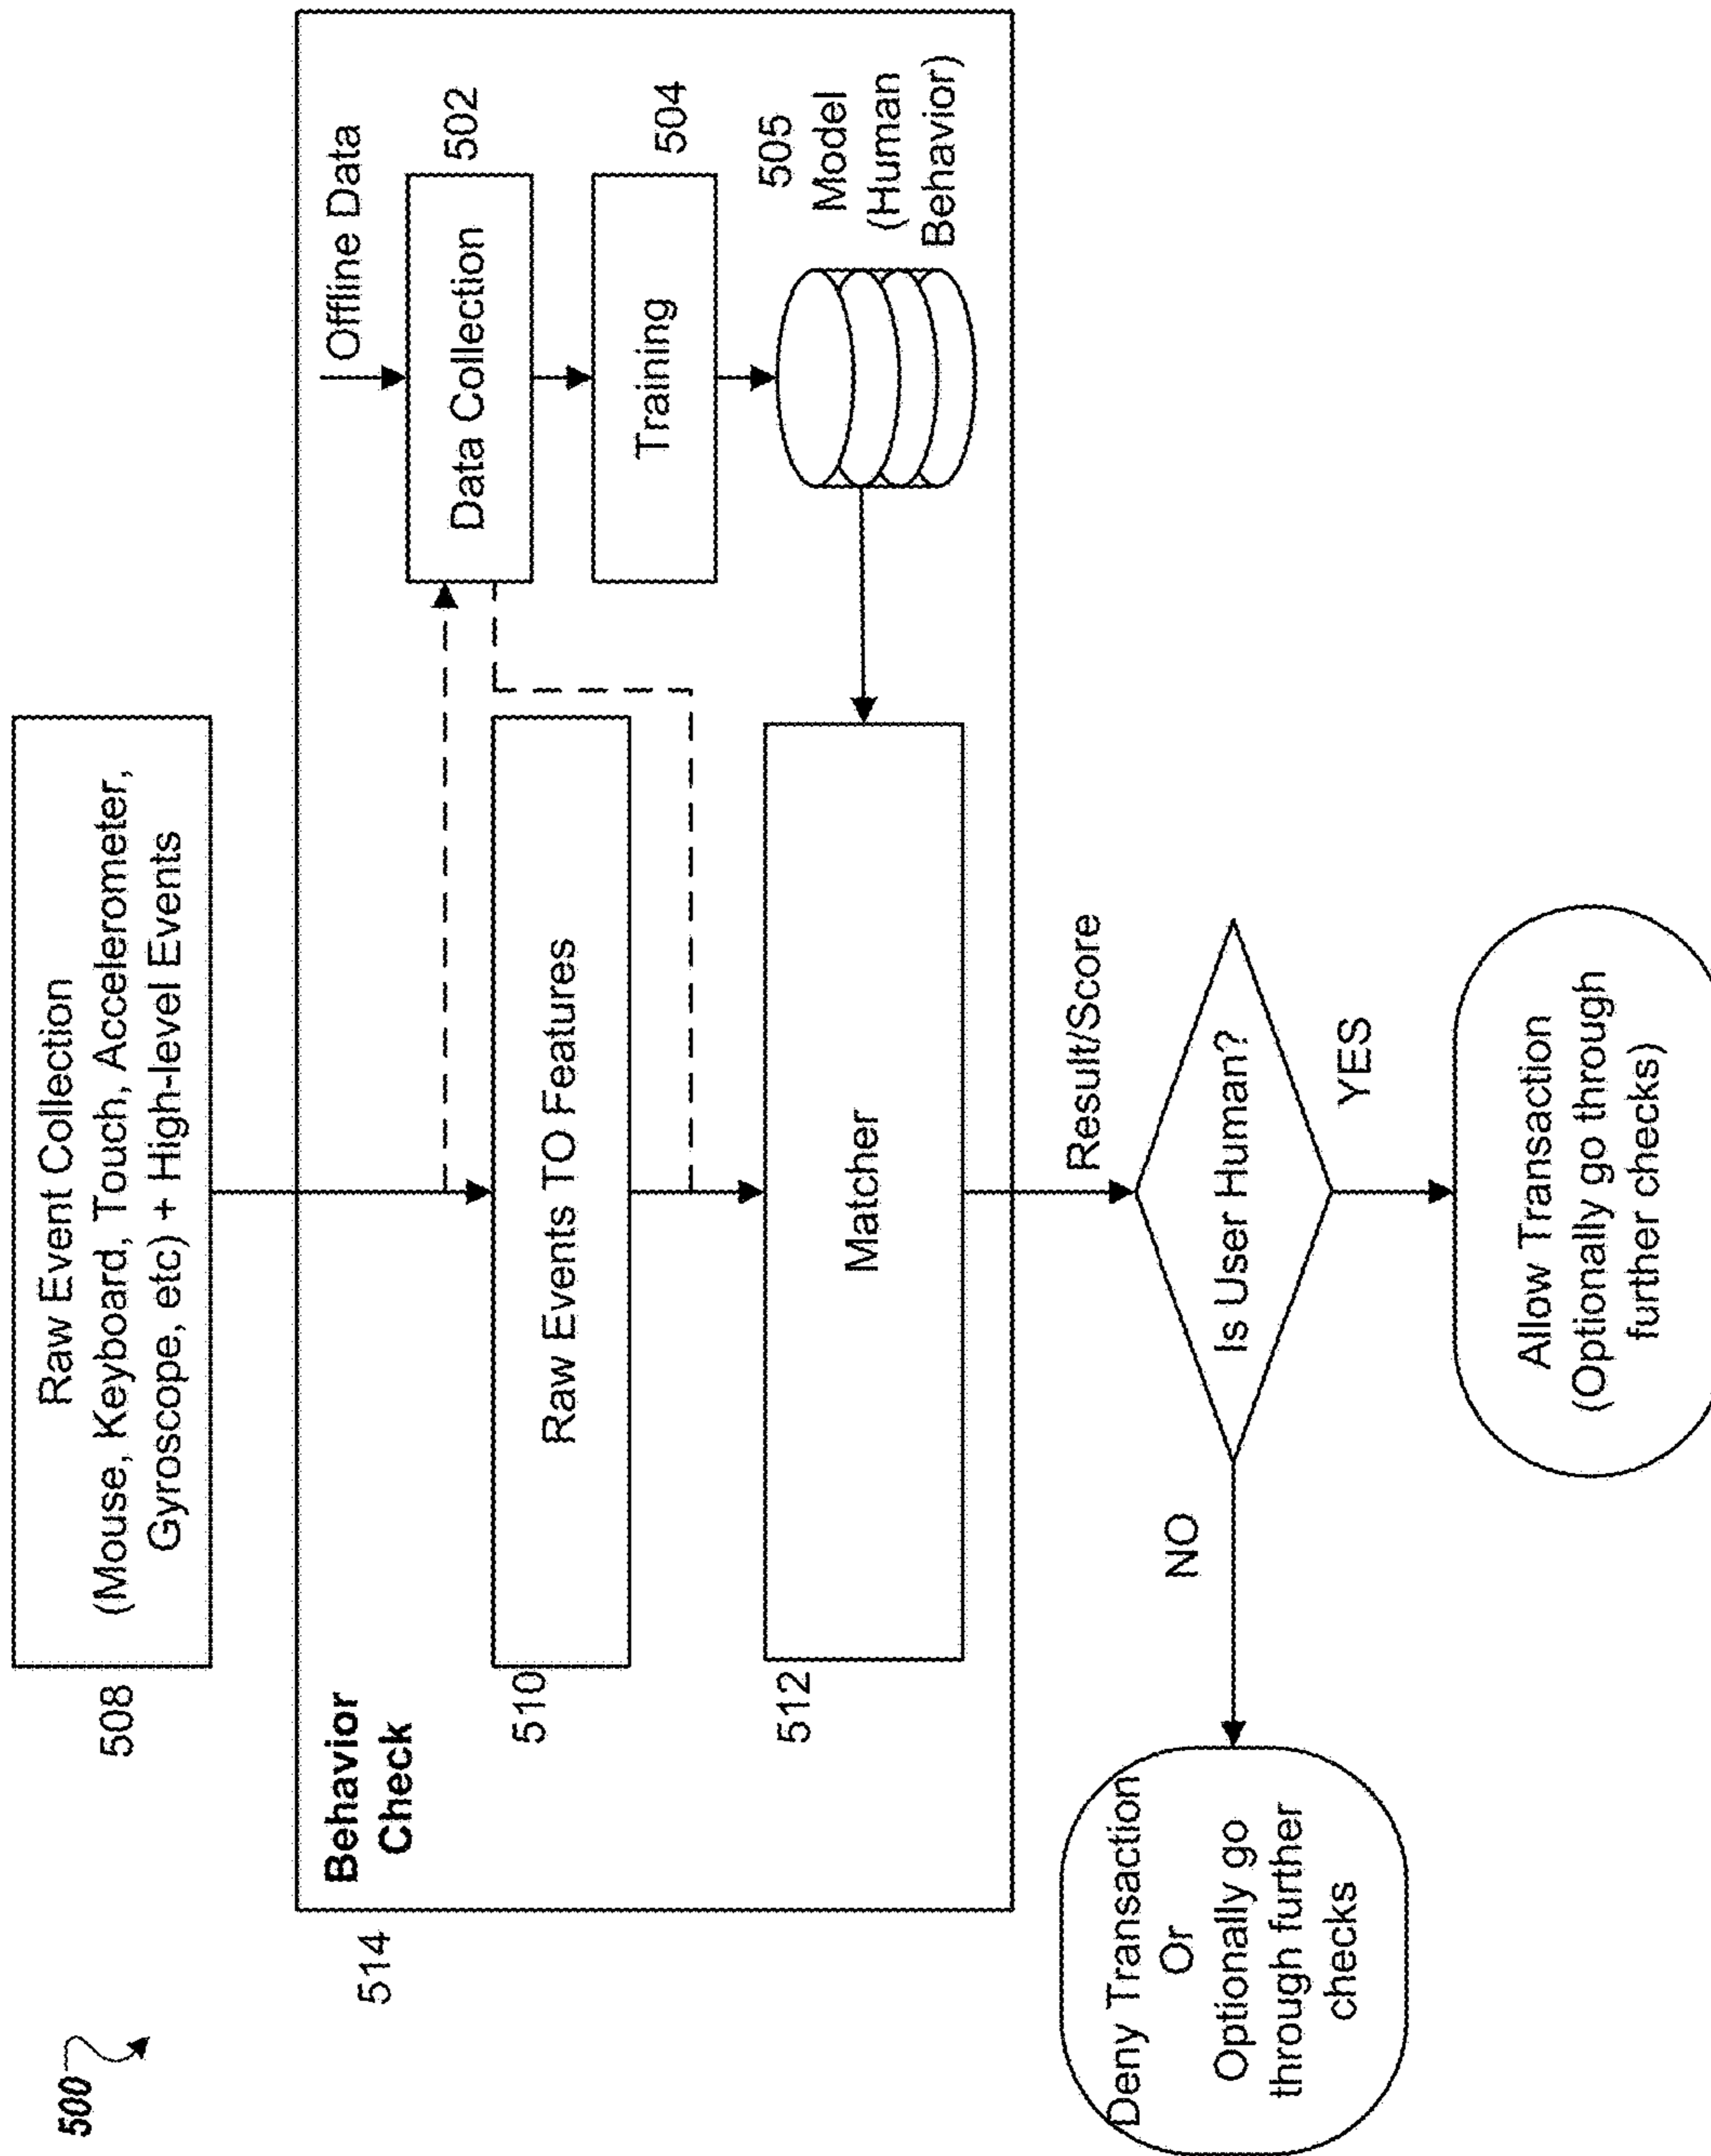 500
508
Raw Event Collection
(Mouse, Keyboard, Touch, Accelerometer,
Gyroscope, etc) + High-level Events
514
Behavior
Check
Offline Data
Data Collection
502
510
Raw Events TO Features
Training
504
505
Model
(Human
Behavior)
512
Matcher
Result/Score
Is User Human?
NO
YES
Deny Transaction
Or
Optionally go
through further
checks
Allow Transaction
(Optionally go through
further checks)